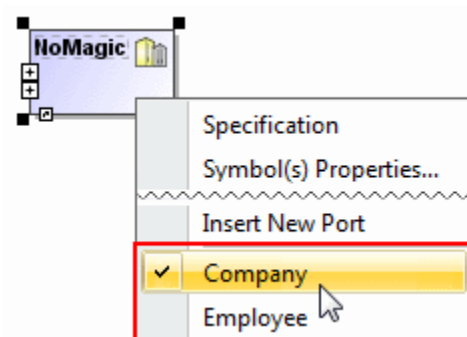 NoMagic
Specification
Symbol(s) Properties...
Insert New Port
Company
Employee